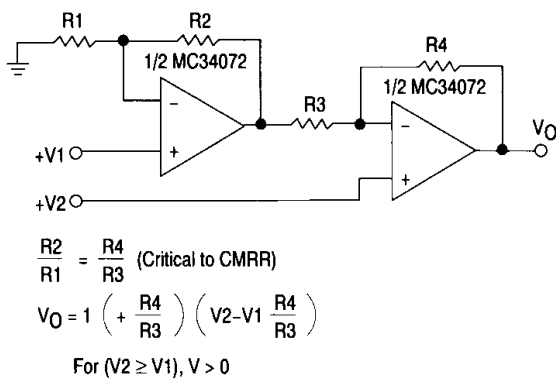 R1
R2
1/2 MC34072
R3
R4
1/2 MC34072
−
+
−
+
+V1
+V2
VO
R2/R1 = R4/R3 (Critical to CMRR)
VO = 1 ( + R4/R3 ) ( V2−V1 R4/R3 )
For (V2 ≥ V1), V > 0